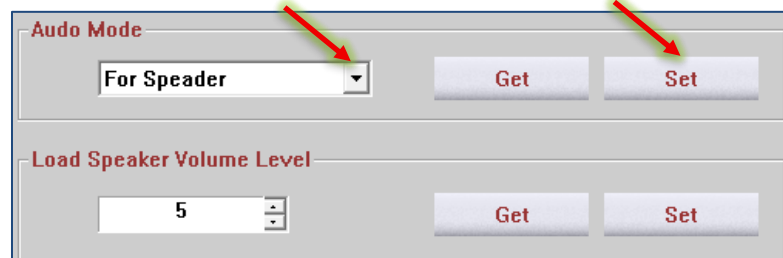 Audo Mode
For Speader Get Set
Load Speaker Volume Level
5 Get Set